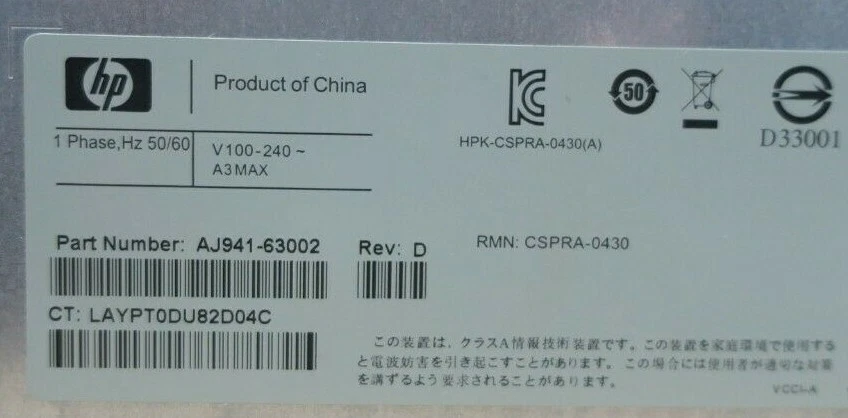 hp
Product of China
1 Phase,Hz 50/60
V100-240~
A3MAX
HPK-CSPRA-0430(A)
50
D33001
Part Number: AJ941-63002
Rev: D
RMN: CSPRA-0430
CT: LAYPT0DU82D04C
この装置は、クラスA情報技術装置です。この装置を家庭環境で使用する
と電波妨害を引き起こすことがあります。この場合には使用者が適切な対策
を講ずるよう要求されることがあります。
VCCI-A